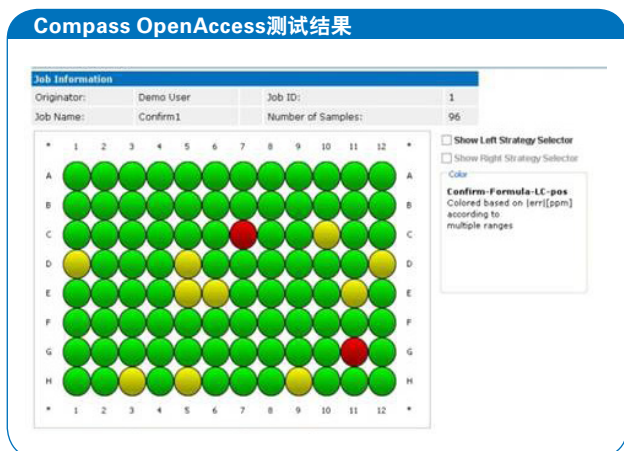 Compass OpenAccess测试结果
Job Information
Originator: Demo User Job ID: 1
Job Name: Confirm1 Number of Samples: 96
* 1 2 3 4 5 6 7 8 9 10 11 12 *
A A
B B
C C
D D
E E
F F
G G
H H
* 1 2 3 4 5 6 7 8 9 10 11 12 *
Show Left Strategy Selector
Show Right Strategy Selector
Color
Confirm-Formula-LC-pos
Colored based on |err|[ppm]
according to
multiple ranges